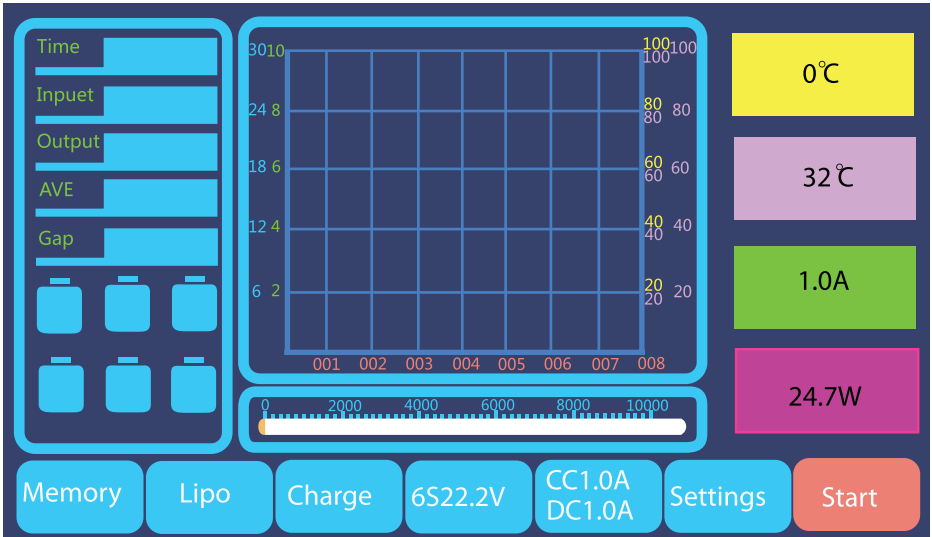 Time
Inpuet
Output
AVE
Gap
30 10
24 8
18 6
12 4
6 2
100 100
100
80 80
80
60 60
60
40 40
40
20 20
20
001 002 003 004 005 006 007 008
0 2000 4000 6000 8000 10000
0℃
32℃
1.0A
24.7W
Memory
Lipo
Charge
6S22.2V
CC1.0A
DC1.0A
Settings
Start